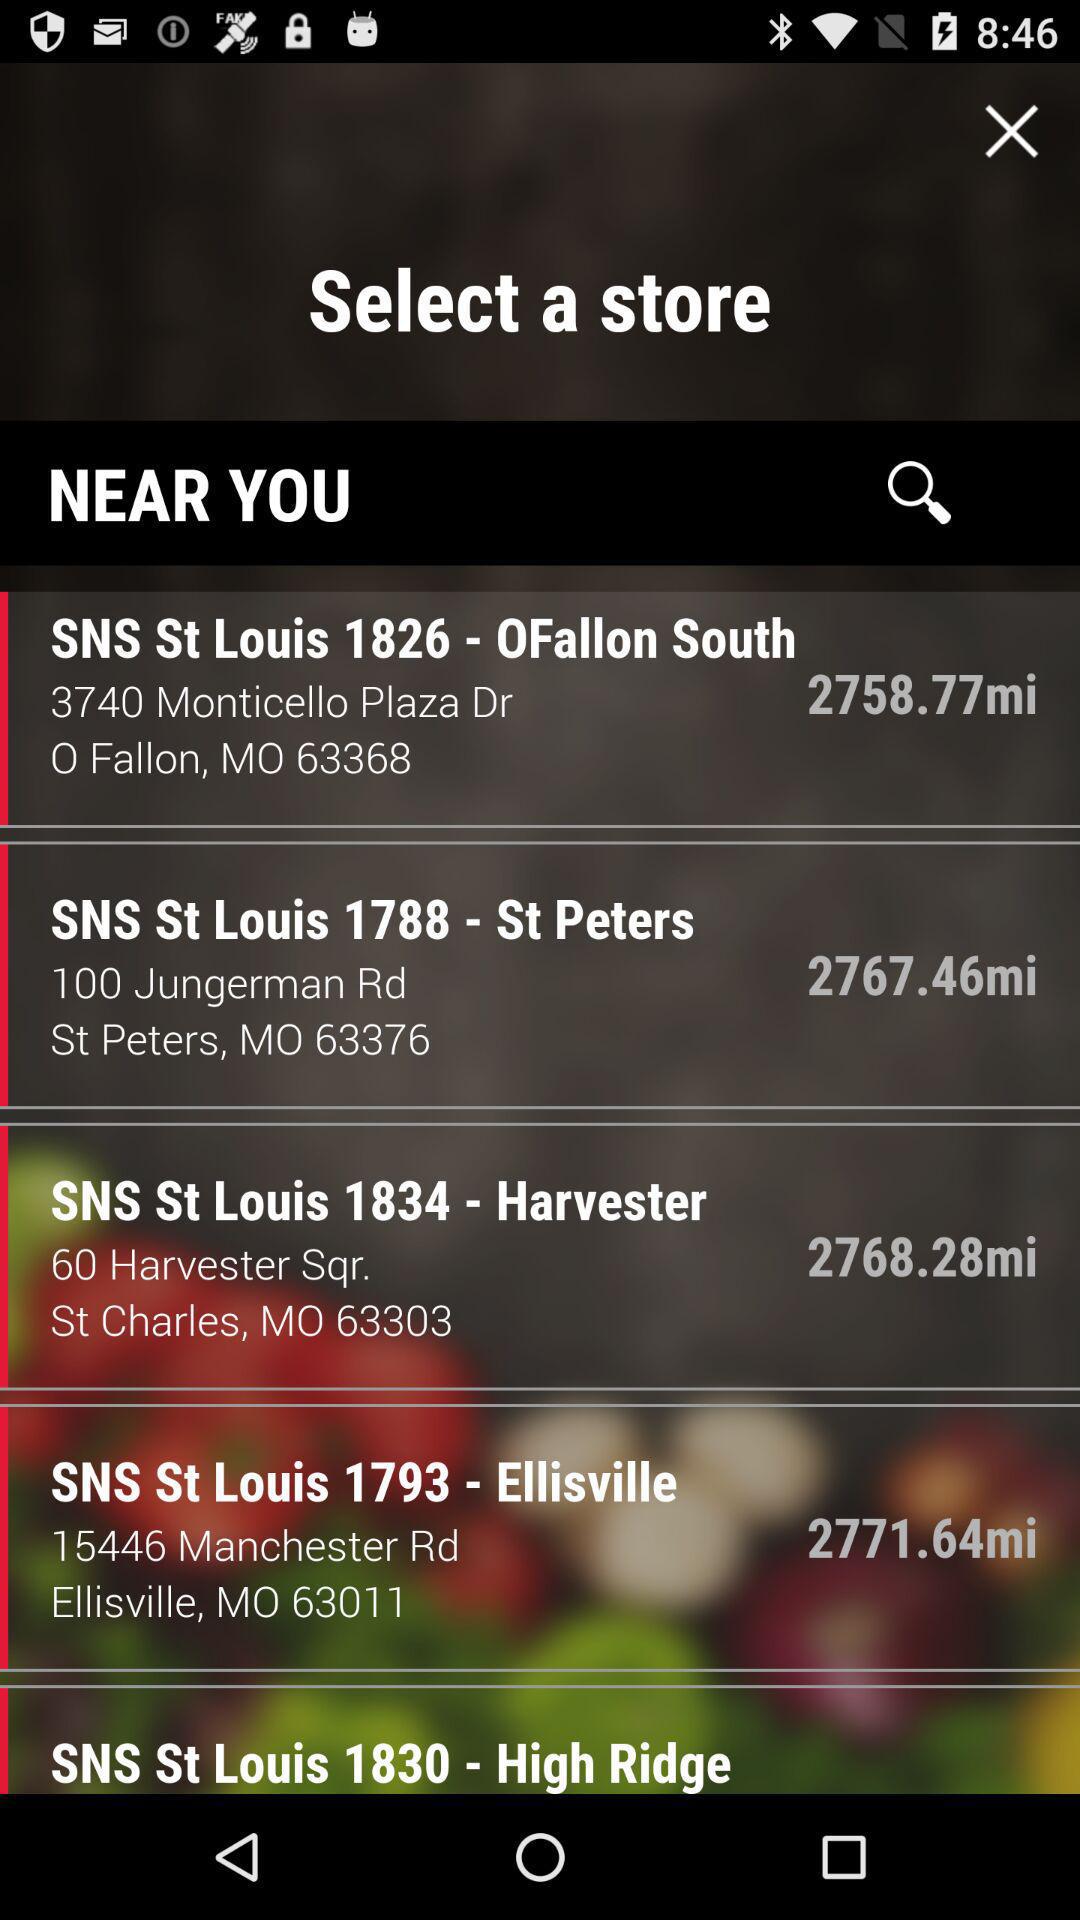 FAKE
8:46
Select a store
NEAR YOU
SNS St Louis 1826 - OFallon South
3740 Monticello Plaza Dr
O Fallon, MO 63368
2758.77mi
SNS St Louis 1788 - St Peters
100 Jungerman Rd
St Peters, MO 63376
2767.46mi
SNS St Louis 1834 - Harvester
60 Harvester Sqr.
St Charles, MO 63303
2768.28mi
SNS St Louis 1793 - Ellisville
15446 Manchester Rd
Ellisville, MO 63011
2771.64mi
SNS St Louis 1830 - High Ridge